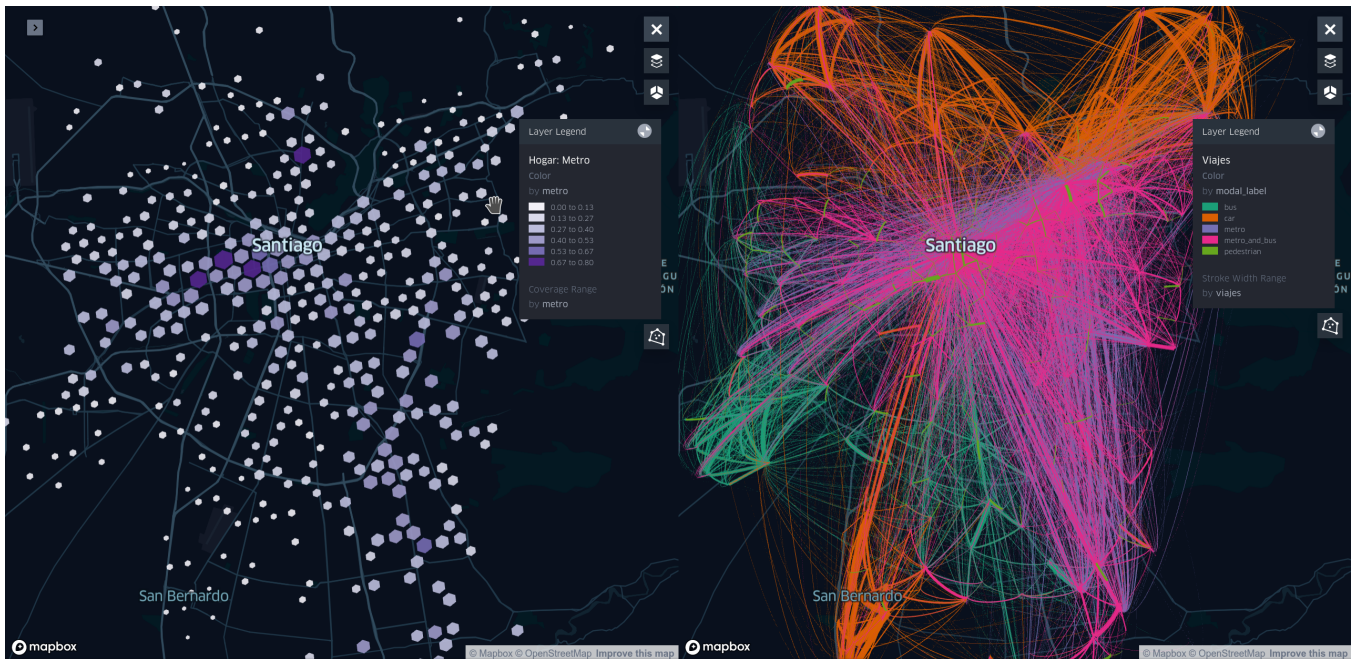 Layer Legend
Hogar: Metro
Color
by metro
0.00 to 0.13
0.13 to 0.27
0.27 to 0.40
0.40 to 0.53
0.53 to 0.67
0.67 to 0.80
Coverage Range
by metro
Santiago
San Bernardo
mapbox
© Mapbox © OpenStreetMap Improve this map
Layer Legend
Viajes
Color
by modal_label
bus
car
metro
metro_and_bus
pedestrian
Stroke Width Range
by viajes
Santiago
San Bernardo
mapbox
© Mapbox © OpenStreetMap Improve this map